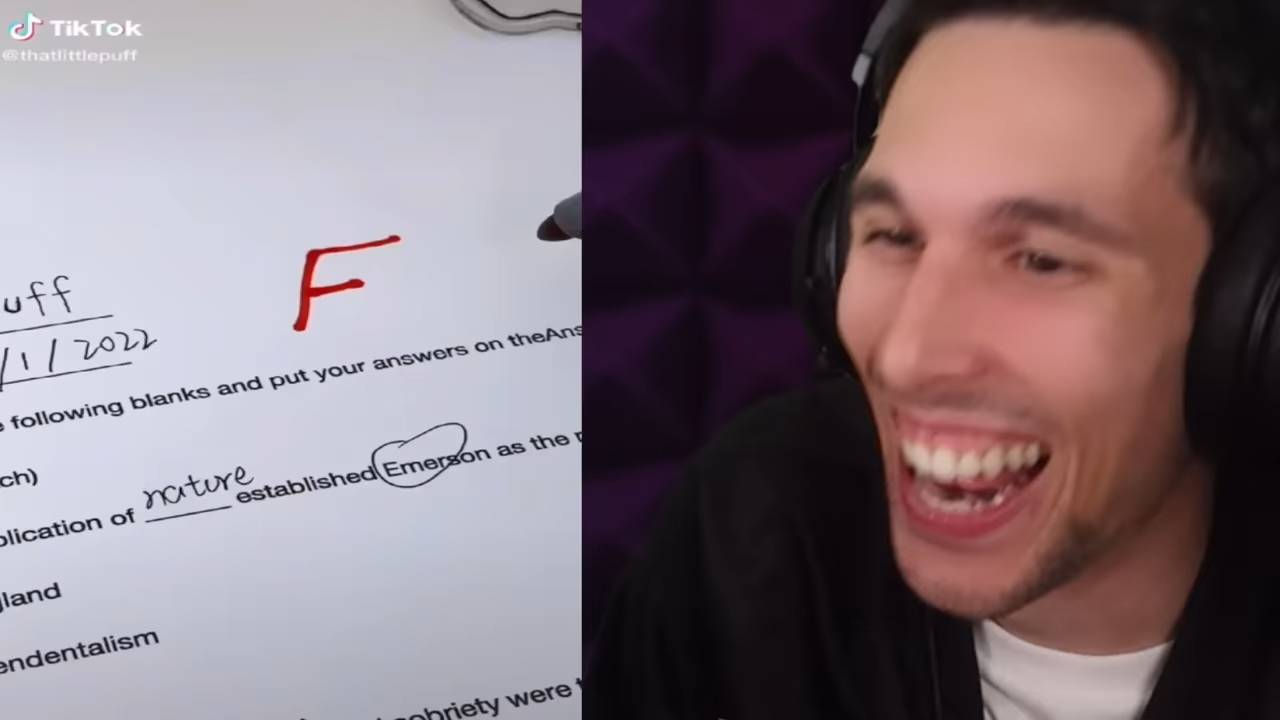 TikTok
@thatlittlepuff
F
uff
/1/2022
following blanks and put your answers on theAns
ch)
plication of nature established Emerson as the
gland
endentalism
sobriety were